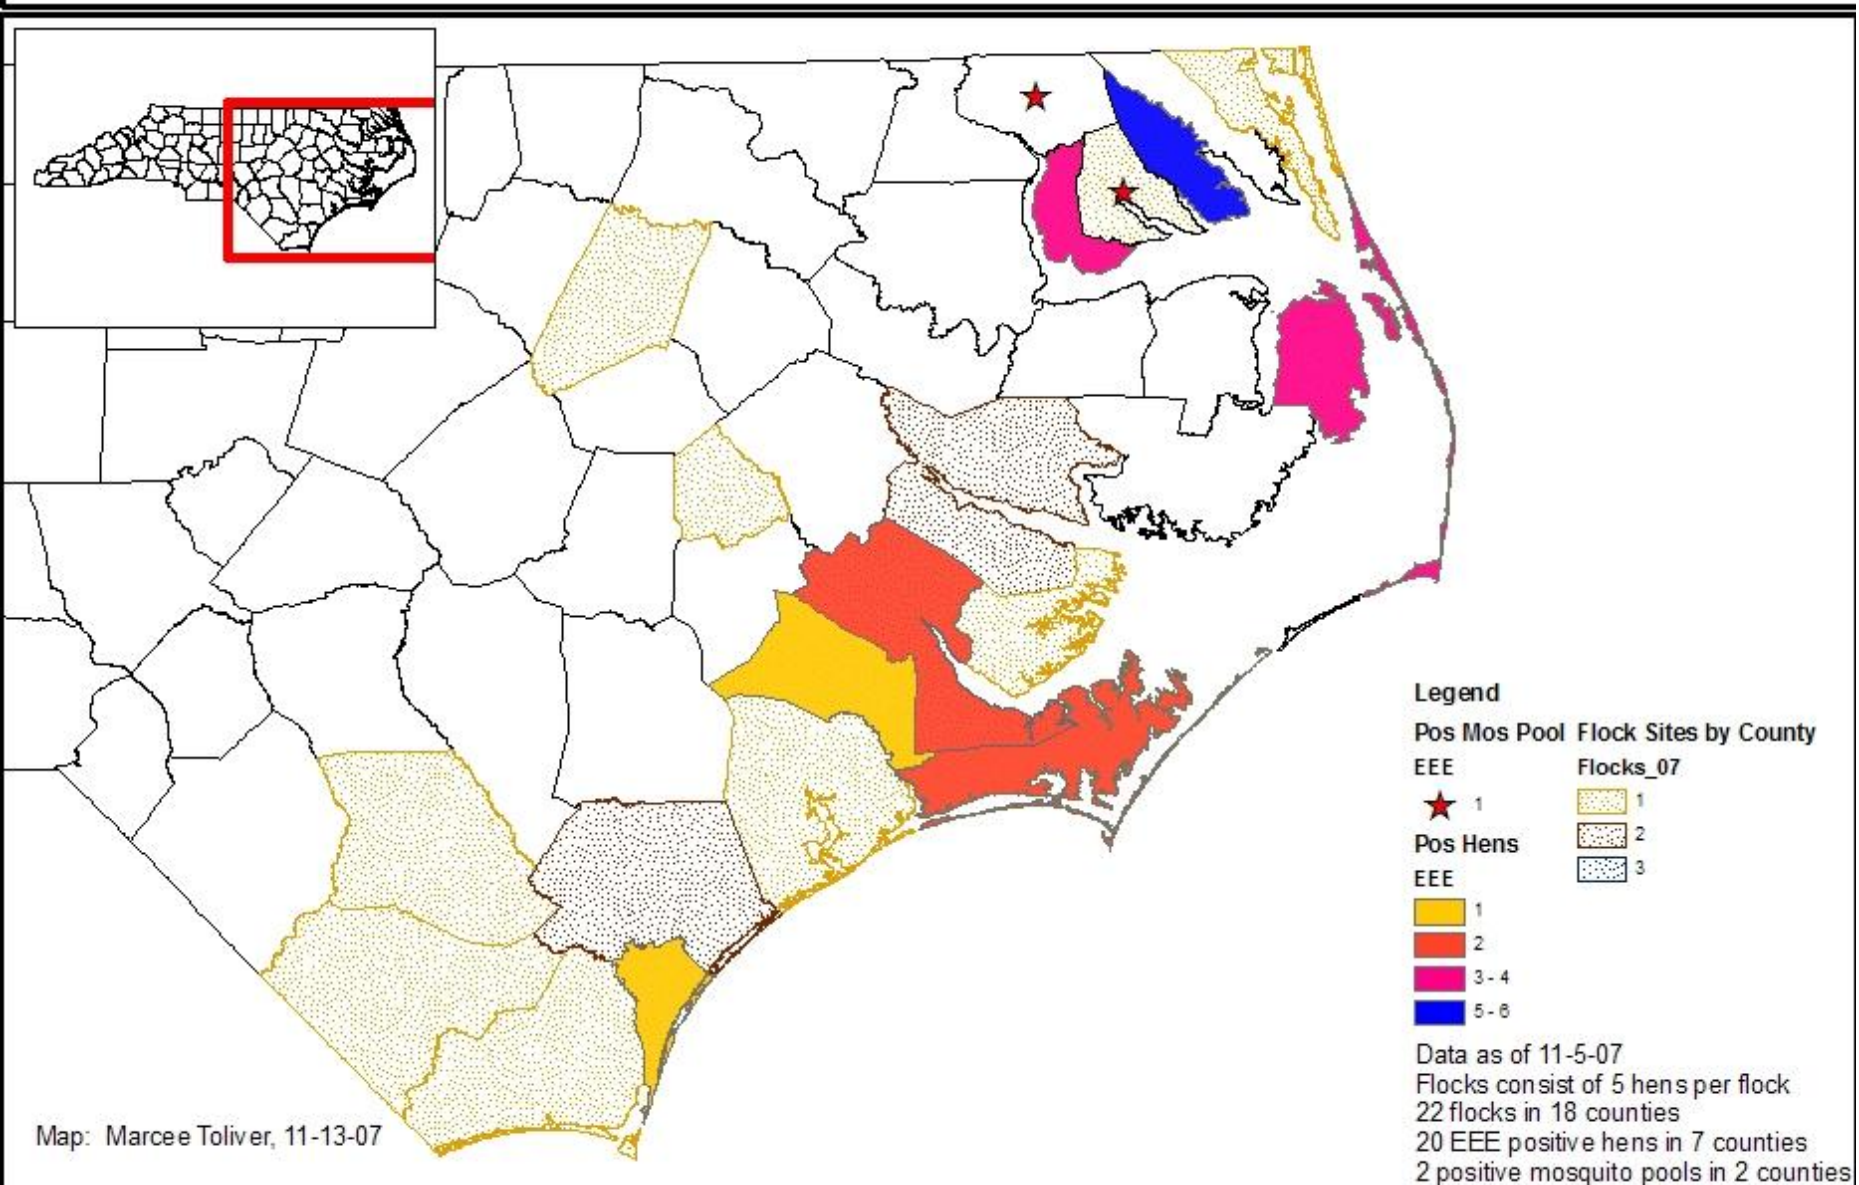 Legend
Pos Mos Pool Flock Sites by County
EEE Flocks_07
1 1
Pos Hens 2
EEE 3
1
2
3 - 4
5 - 6
Data as of 11-5-07
Flocks consist of 5 hens per flock
22 flocks in 18 counties
20 EEE positive hens in 7 counties
2 positive mosquito pools in 2 counties
Map: Marcee Toliver, 11-13-07